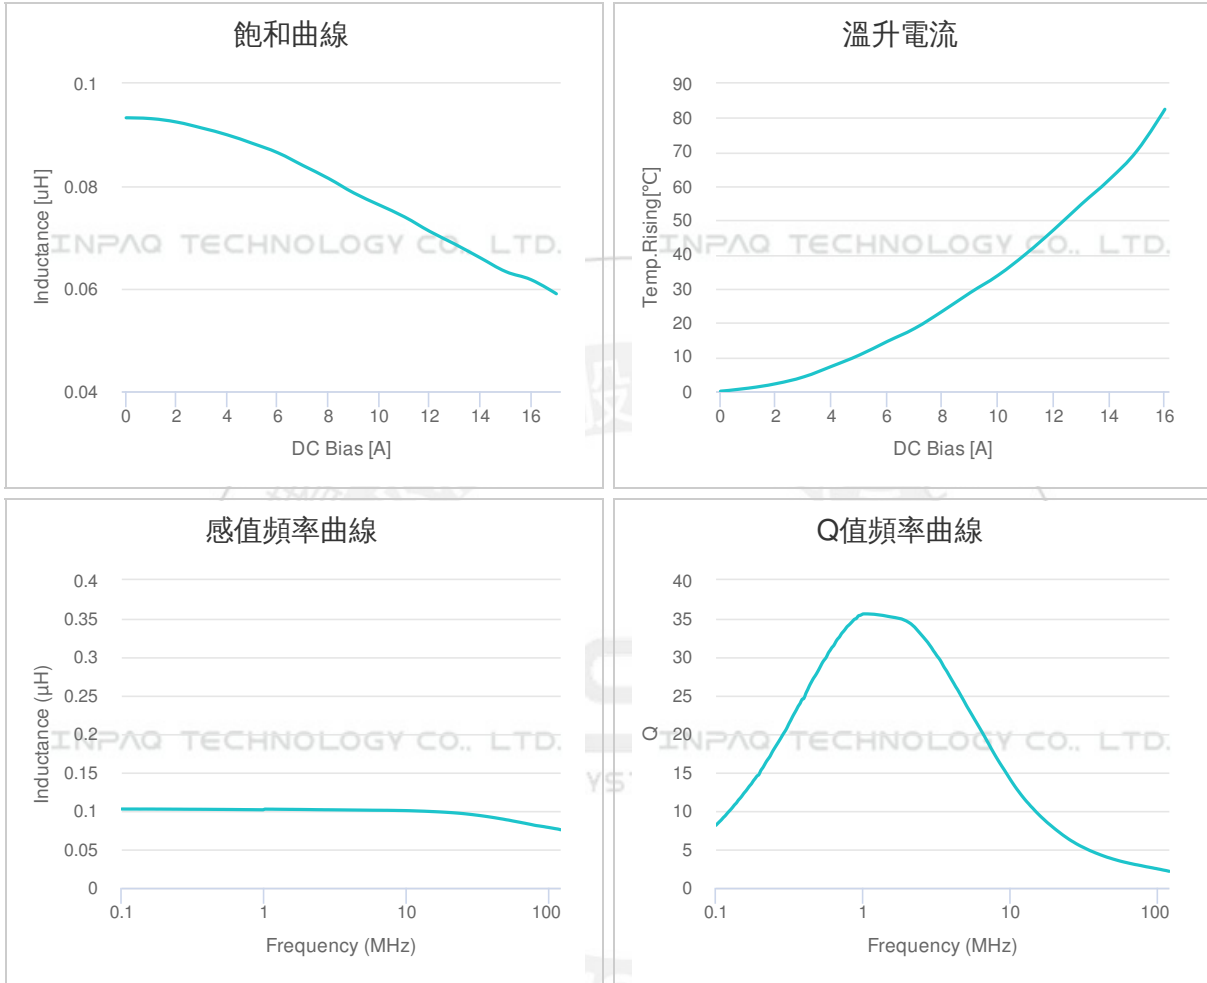 飽和曲線
0.1
0.08
0.06
0.04
Inductance [uH]
0 2 4 6 8 10 12 14 16
DC Bias [A]
INPAQ TECHNOLOGY CO., LTD.
溫升電流
90
80
70
60
50
40
30
20
10
0
Temp.Rising[℃]
0 2 4 6 8 10 12 14 16
DC Bias [A]
INPAQ TECHNOLOGY CO., LTD.
感值頻率曲線
0.4
0.35
0.3
0.25
0.2
0.15
0.1
0.05
0
Inductance (μH)
0.1 1 10 100
Frequency (MHz)
INPAQ TECHNOLOGY CO., LTD.
Q值頻率曲線
40
35
30
25
20
15
10
5
0
Q
0.1 1 10 100
Frequency (MHz)
INPAQ TECHNOLOGY CO., LTD.